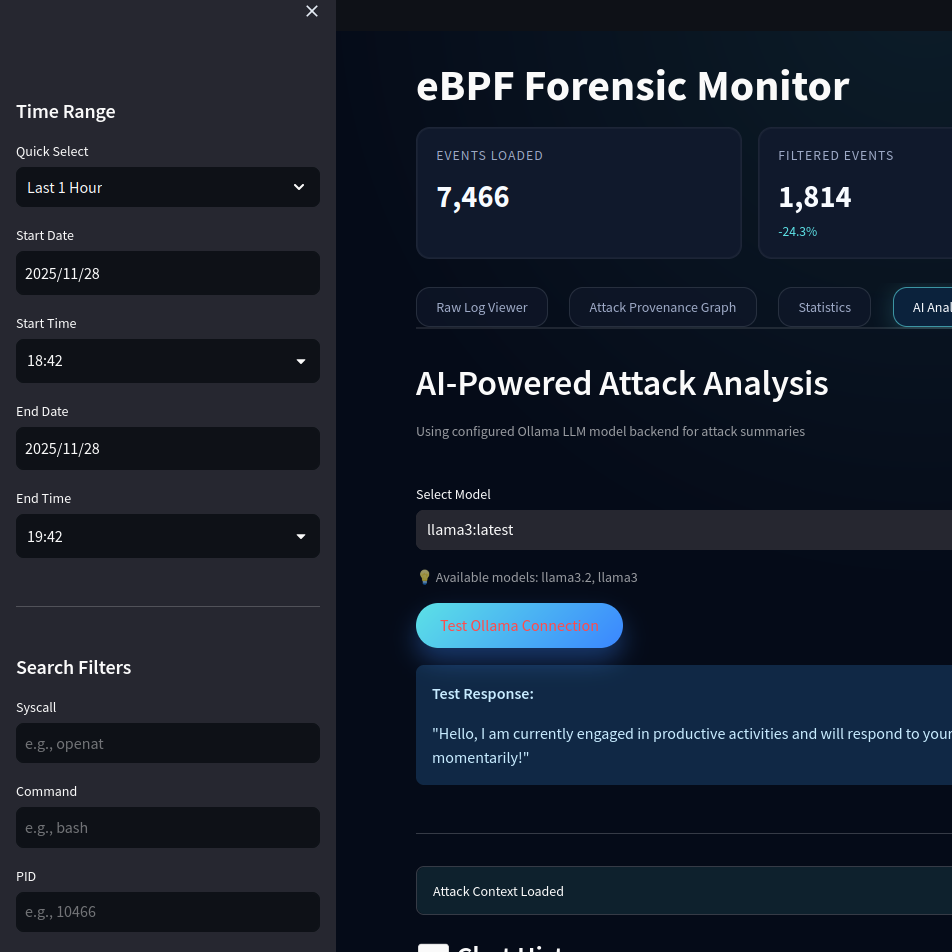 Time Range
Quick Select
Last 1 Hour
Start Date
2025/11/28
Start Time
18:42
End Date
2025/11/28
End Time
19:42
Search Filters
Syscall
e.g., openat
Command
e.g., bash
PID
e.g., 10466
eBPF Forensic Monitor
EVENTS LOADED
7,466
FILTERED EVENTS
1,814
-24.3%
Raw Log Viewer
Attack Provenance Graph
Statistics
AI Anal
AI-Powered Attack Analysis
Using configured Ollama LLM model backend for attack summaries
Select Model
llama3:latest
Available models: llama3.2, llama3
Test Ollama Connection
Test Response:
"Hello, I am currently engaged in productive activities and will respond to your
momentarily!"
Attack Context Loaded